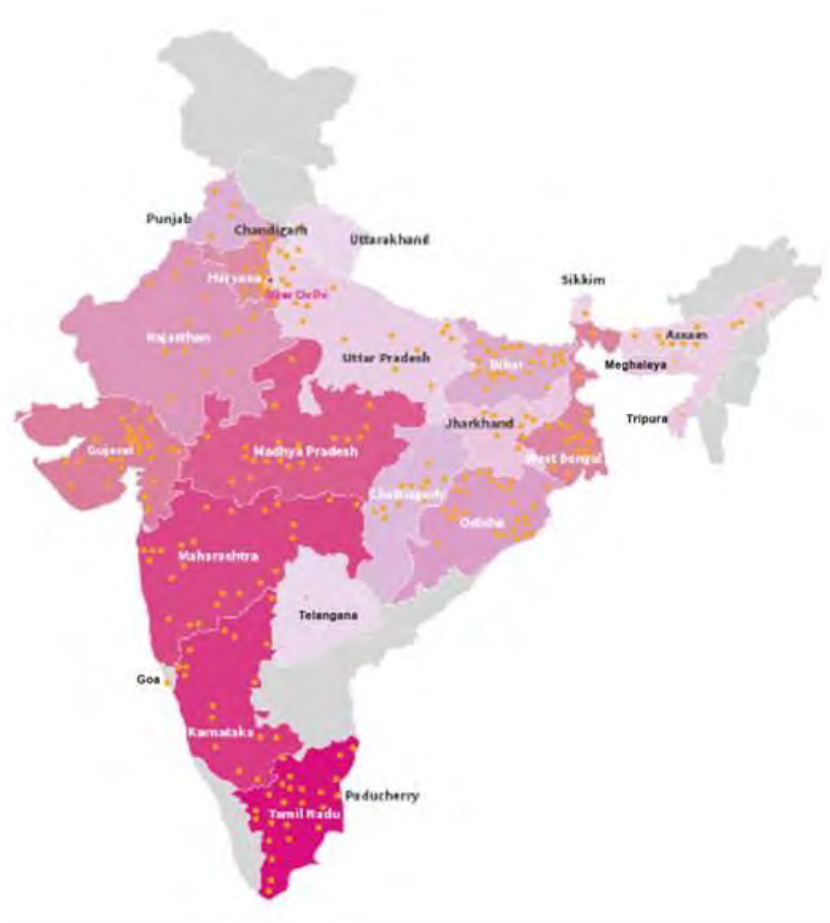 Punjab
Chandigarh
Uttarakhand
Haryana
New Delhi
Sikkim
Rajasthan
Uttar Pradesh
Bihar
Assam
Meghalaya
Jharkhand
Tripura
Gujarat
Madhya Pradesh
West Bengal
Chattisgarh
Odisha
Maharashtra
Telangana
Goa
Karnataka
Paducherry
Tamil Nadu